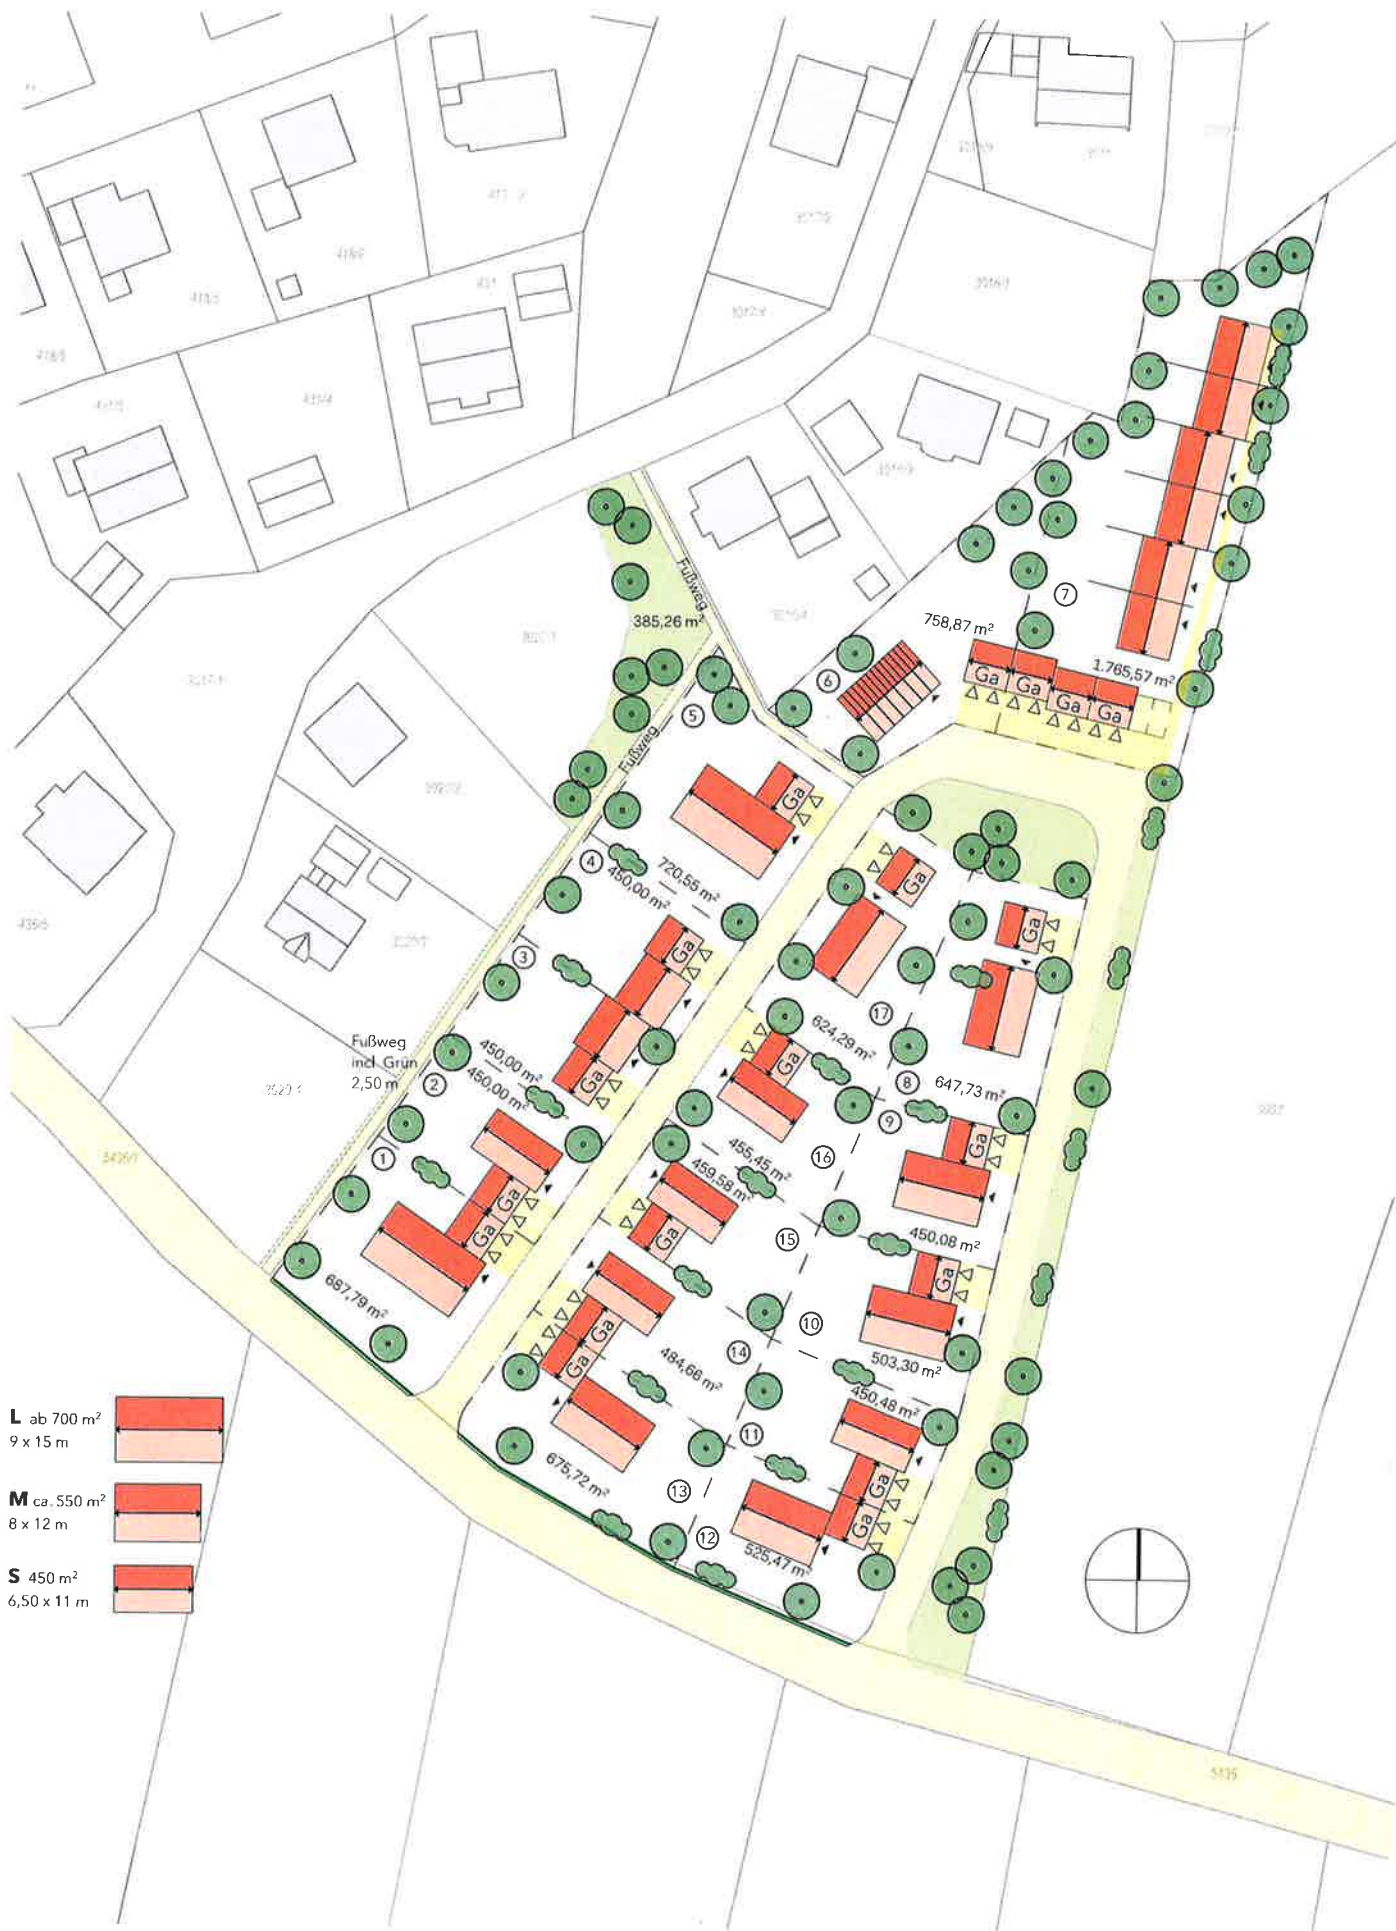 Fußweg
385,26 m²
Fußweg
7
758,87 m²
1.765,57 m²
6
Ga
Ga
Ga
Ga
5
Ga
4
720,55 m²
450,00 m²
Ga
Ga
3
Ga
17
624,29 m²
Fußweg
incl. Grün
2,50 m
450,00 m²
2
450,00 m²
Ga
Ga
8
647,73 m²
9
Ga
1
455,45 m²
16
459,58 m²
Ga
Ga
Ga
15
450,08 m²
Ga
687,79 m²
10
Ga
Ga
484,66 m²
14
503,30 m²
450,48 m²
11
Ga
Ga
675,72 m²
13
12
525,47 m²
L ab 700 m²
9 x 15 m
M ca. 550 m²
8 x 12 m
S 450 m²
6,50 x 11 m
5435